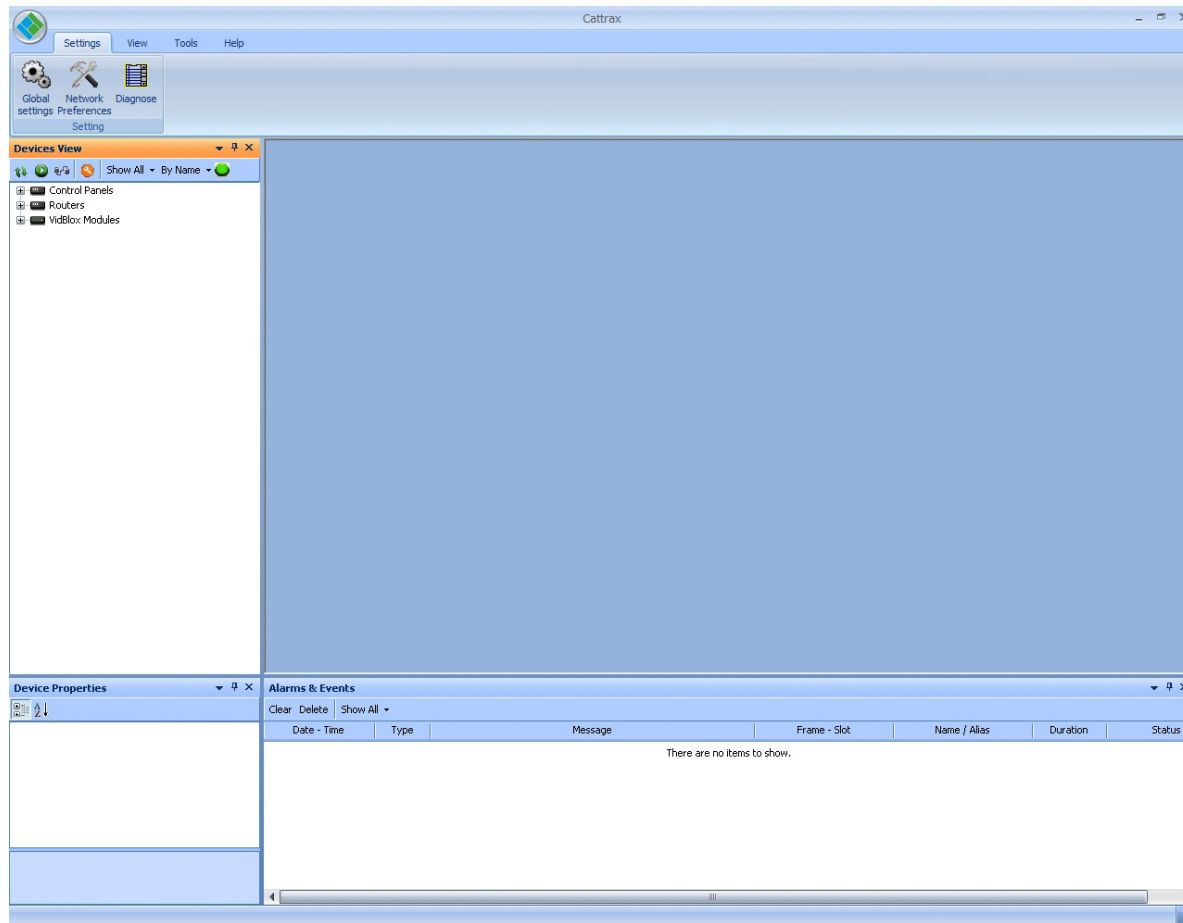 Cattrax
Settings View Tools Help
Global settings
Network Preferences
Diagnose
Setting
Devices View
Show All By Name
Control Panels
Routers
VidBlox Modules
Device Properties
Alarms & Events
Clear Delete Show All
Date - Time Type Message Frame - Slot Name / Alias Duration Status
There are no items to show.